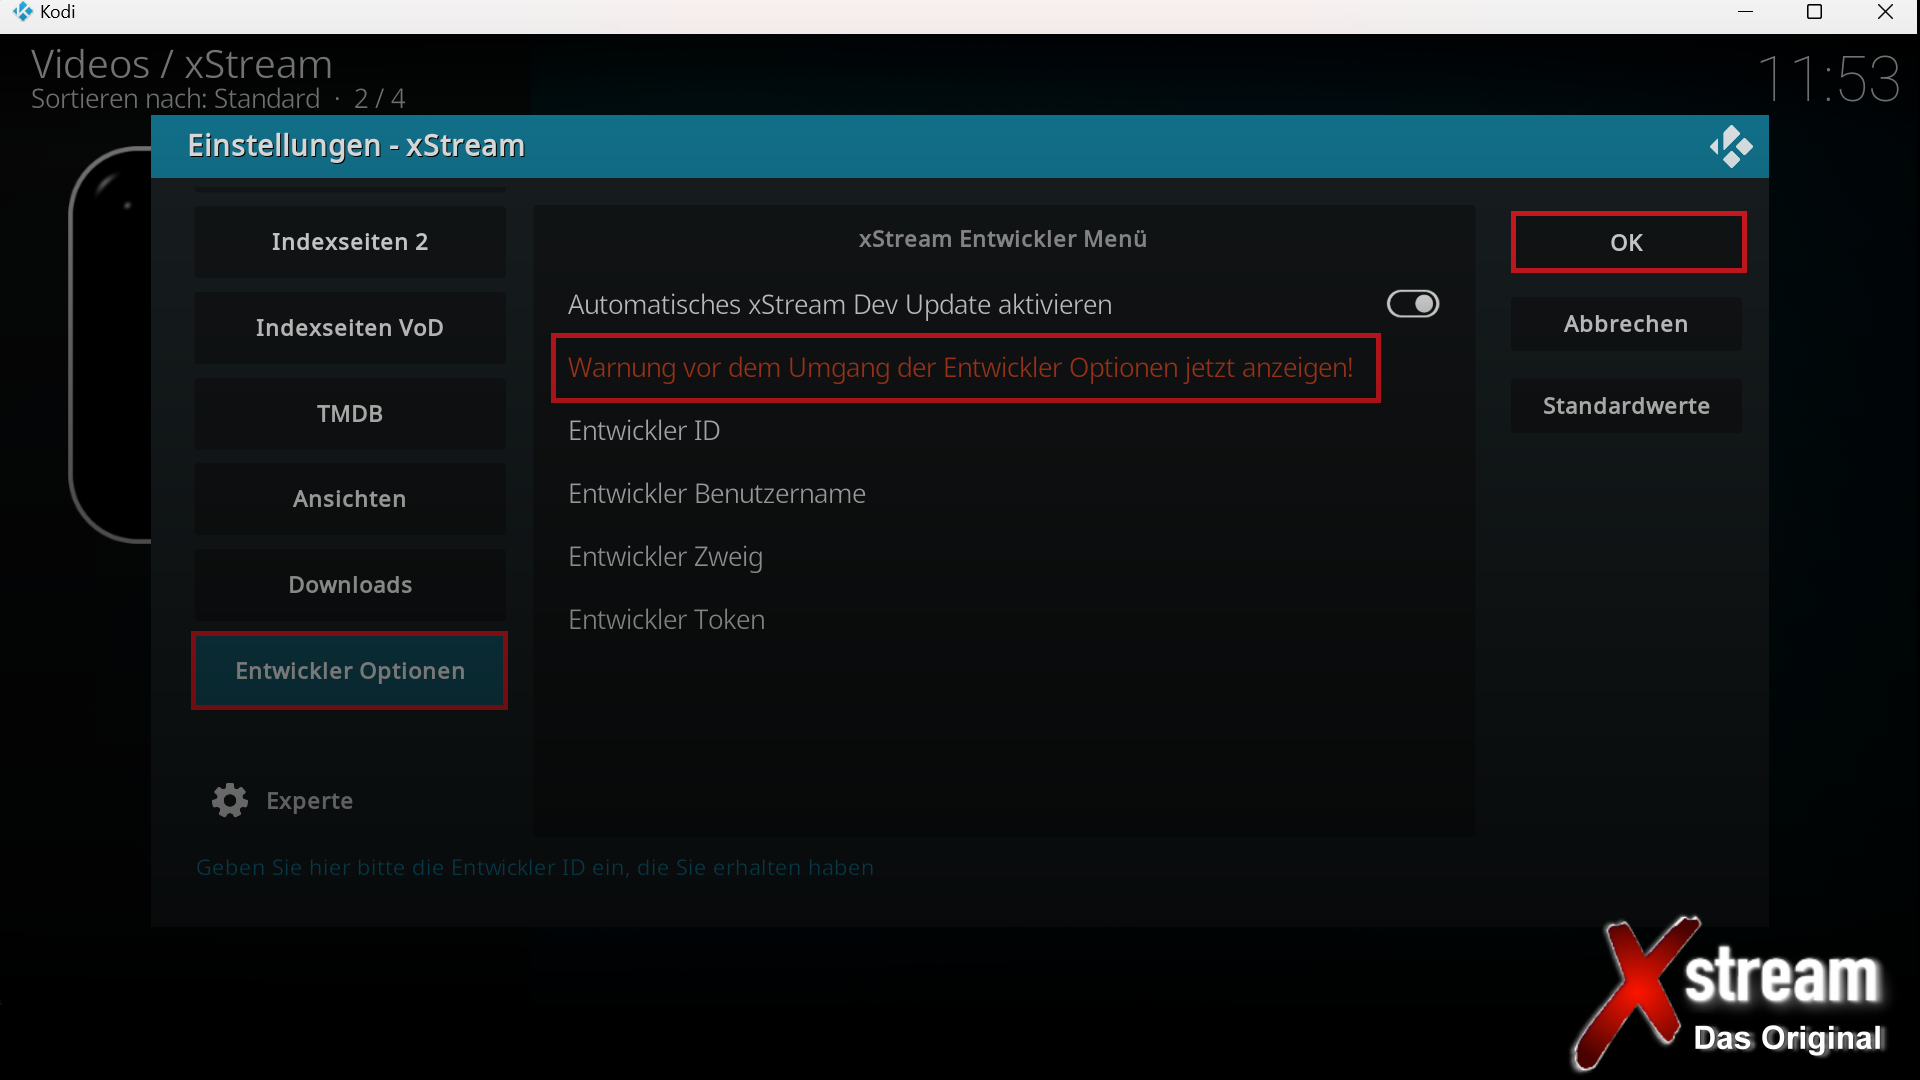 Kodi
Videos / xStream
Sortieren nach: Standard · 2 / 4
11:53
Einstellungen - xStream
Indexseiten 2
Indexseiten VoD
TMDB
Ansichten
Downloads
Entwickler Optionen
Experte
xStream Entwickler Menü
Automatisches xStream Dev Update aktivieren
Warnung vor dem Umgang der Entwickler Optionen jetzt anzeigen!
Entwickler ID
Entwickler Benutzername
Entwickler Zweig
Entwickler Token
OK
Abbrechen
Standardwerte
Geben Sie hier bitte die Entwickler ID ein, die Sie erhalten haben
Xstream
Das Original